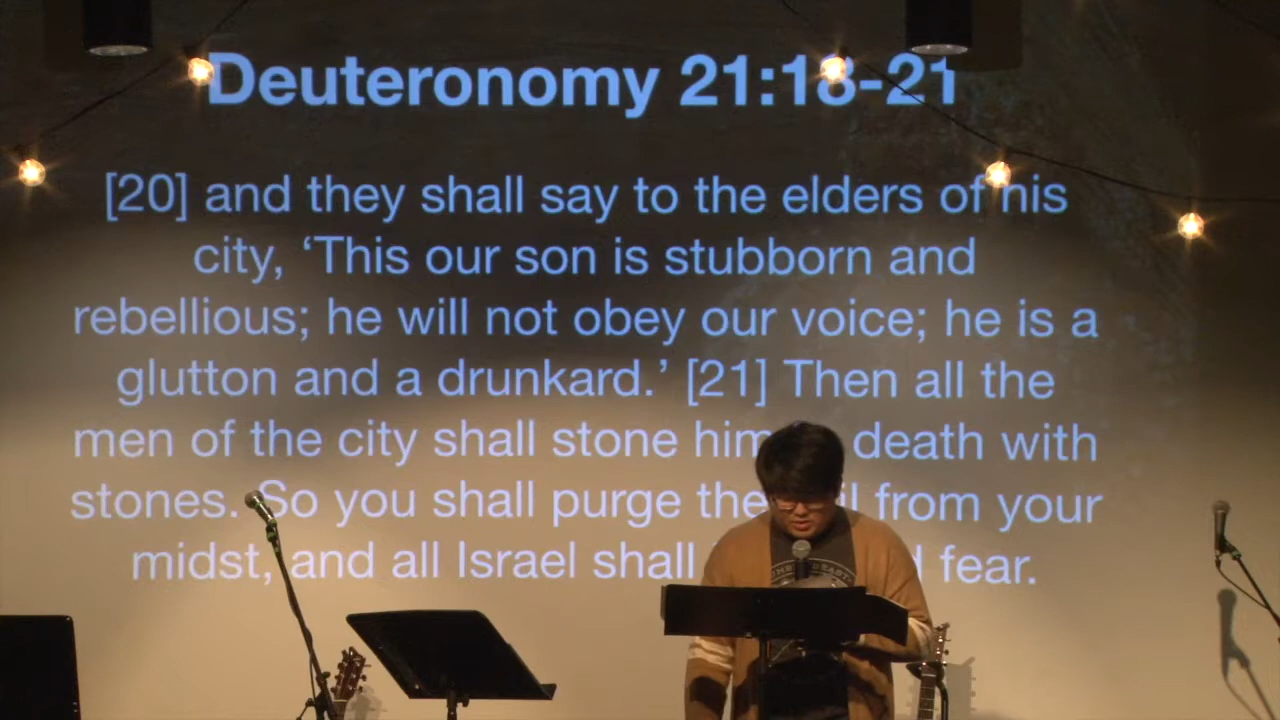 Deuteronomy 21:18-21
[20] and they shall say to the elders of his
city, ‘This our son is stubborn and
rebellious; he will not obey our voice; he is a
glutton and a drunkard.’ [21] Then all the
men of the city shall stone him death with
stones. So you shall purge the from your
midst, and all Israel shall fear.